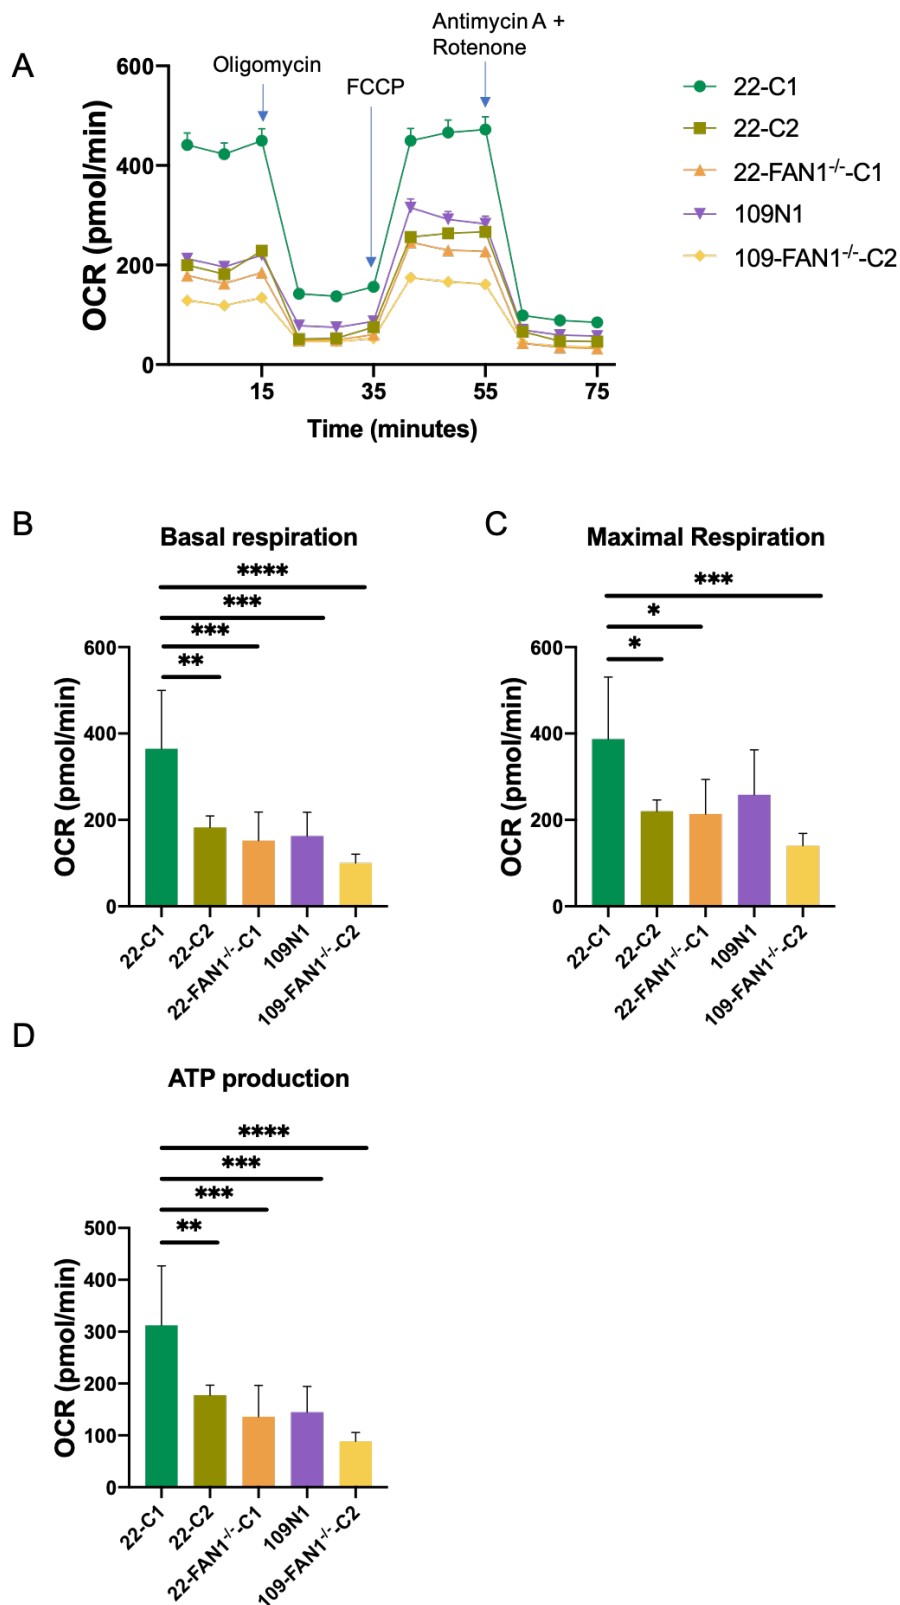 A
Antimycin A +
Rotenone
Oligomycin
FCCP
OCR (pmol/min)
600
400
200
0
15
35
55
75
Time (minutes)
22-C1
22-C2
22-FAN1-/--C1
109N1
109-FAN1-/--C2
B
Basal respiration
****
***
***
**
OCR (pmol/min)
600
400
200
0
22-C1
22-C2
22-FAN1-/--C1
109N1
109-FAN1-/--C2
C
Maximal Respiration
***
*
*
OCR (pmol/min)
600
400
200
0
22-C1
22-C2
22-FAN1-/--C1
109N1
109-FAN1-/--C2
D
ATP production
****
***
***
**
OCR (pmol/min)
500
400
300
200
100
0
22-C1
22-C2
22-FAN1-/--C1
109N1
109-FAN1-/--C2